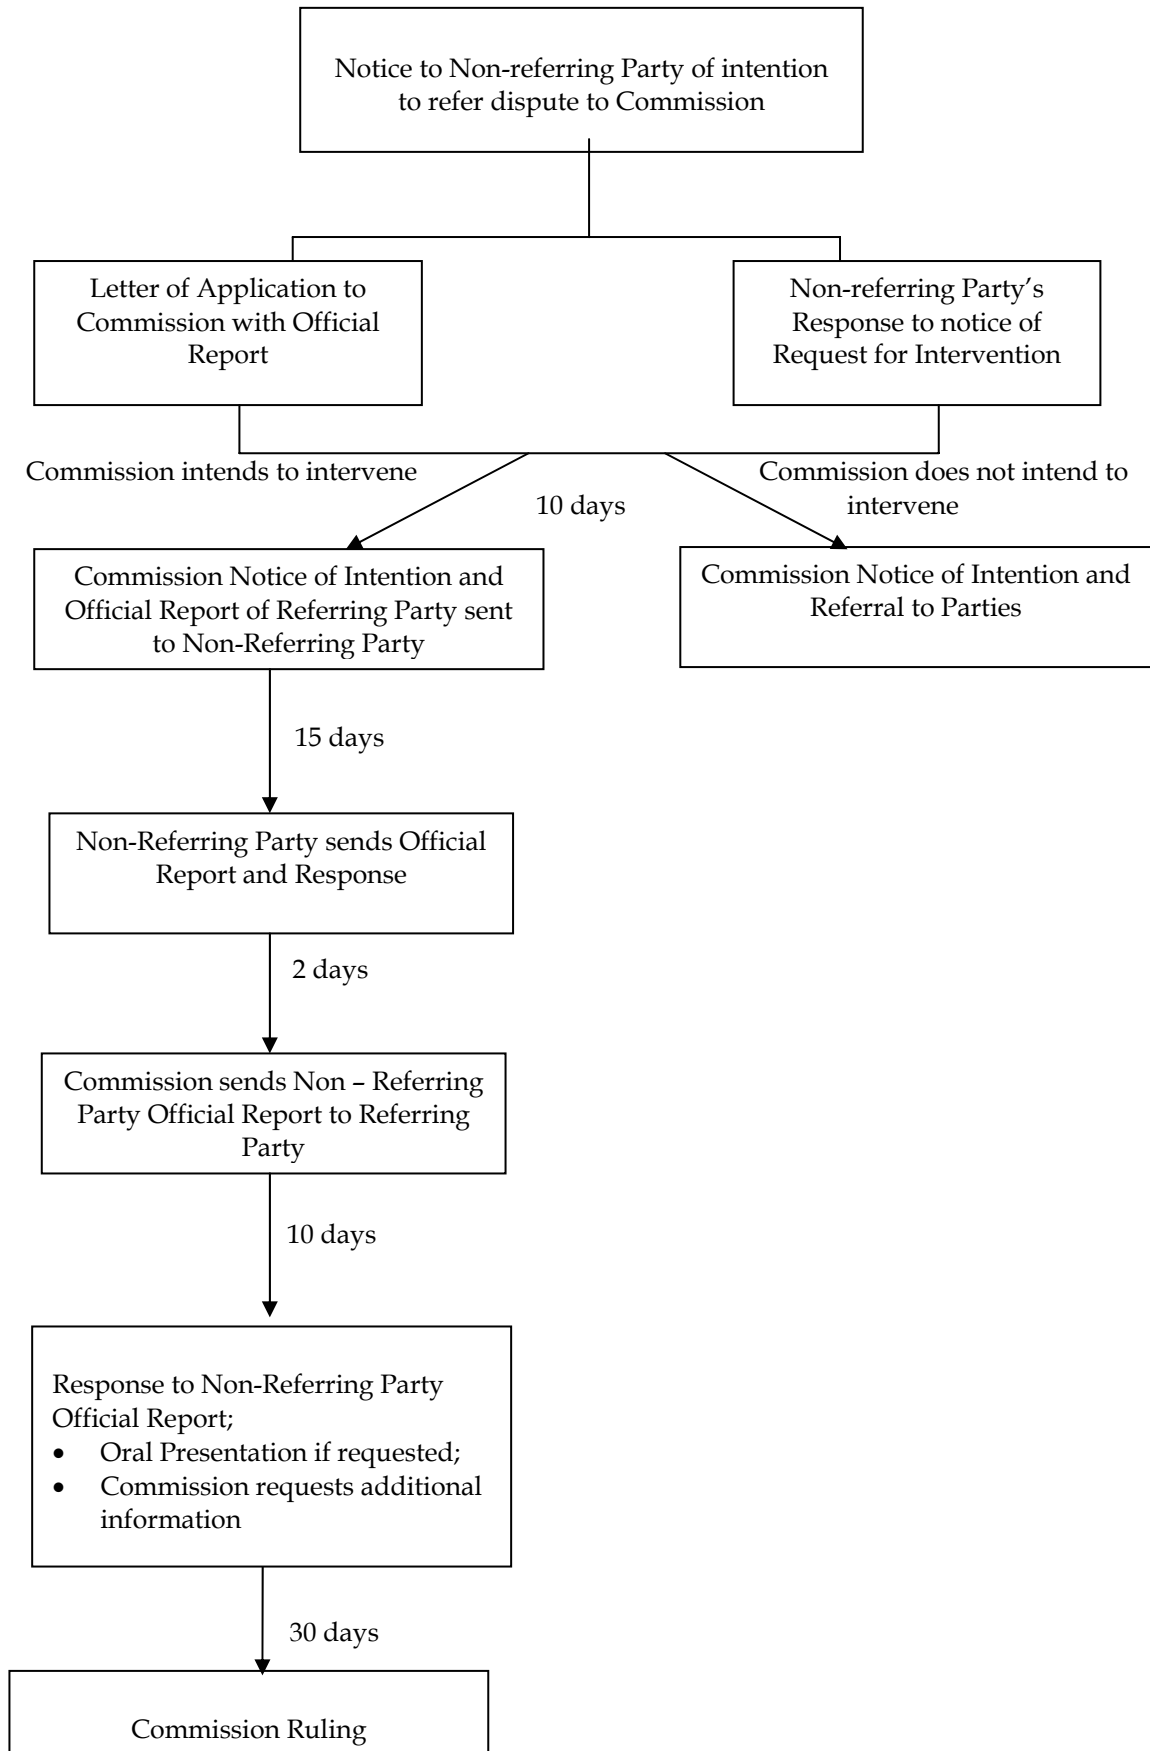 Notice to Non-referring Party of intention
to refer dispute to Commission
Letter of Application to
Commission with Official
Report
Non-referring Party’s
Response to notice of
Request for Intervention
Commission intends to intervene
10 days
Commission does not intend to
intervene
Commission Notice of Intention and
Official Report of Referring Party sent
to Non-Referring Party
Commission Notice of Intention and
Referral to Parties
15 days
Non-Referring Party sends Official
Report and Response
2 days
Commission sends Non – Referring
Party Official Report to Referring
Party
10 days
Response to Non-Referring Party
Official Report;
• Oral Presentation if requested;
• Commission requests additional
information
30 days
Commission Ruling